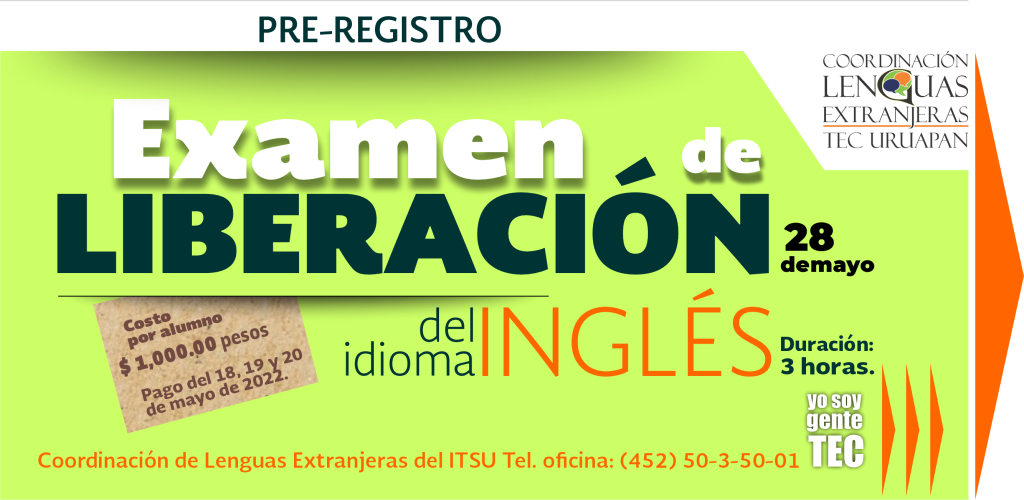 PRE-REGISTRO
COORDINACIÓN
LENGUAS
EXTRANJERAS
TEC URUAPAN
Examen de
LIBERACIÓN
28
demayo
del
idioma
INGLÉS
Costo
por alumno
$ 1,000.00 pesos
Pago del 18, 19 y 20
de mayo de 2022.
Duración:
3 horas.
yo soy
gente
TEC
Coordinación de Lenguas Extranjeras del ITSU Tel. oficina: (452) 50-3-50-01